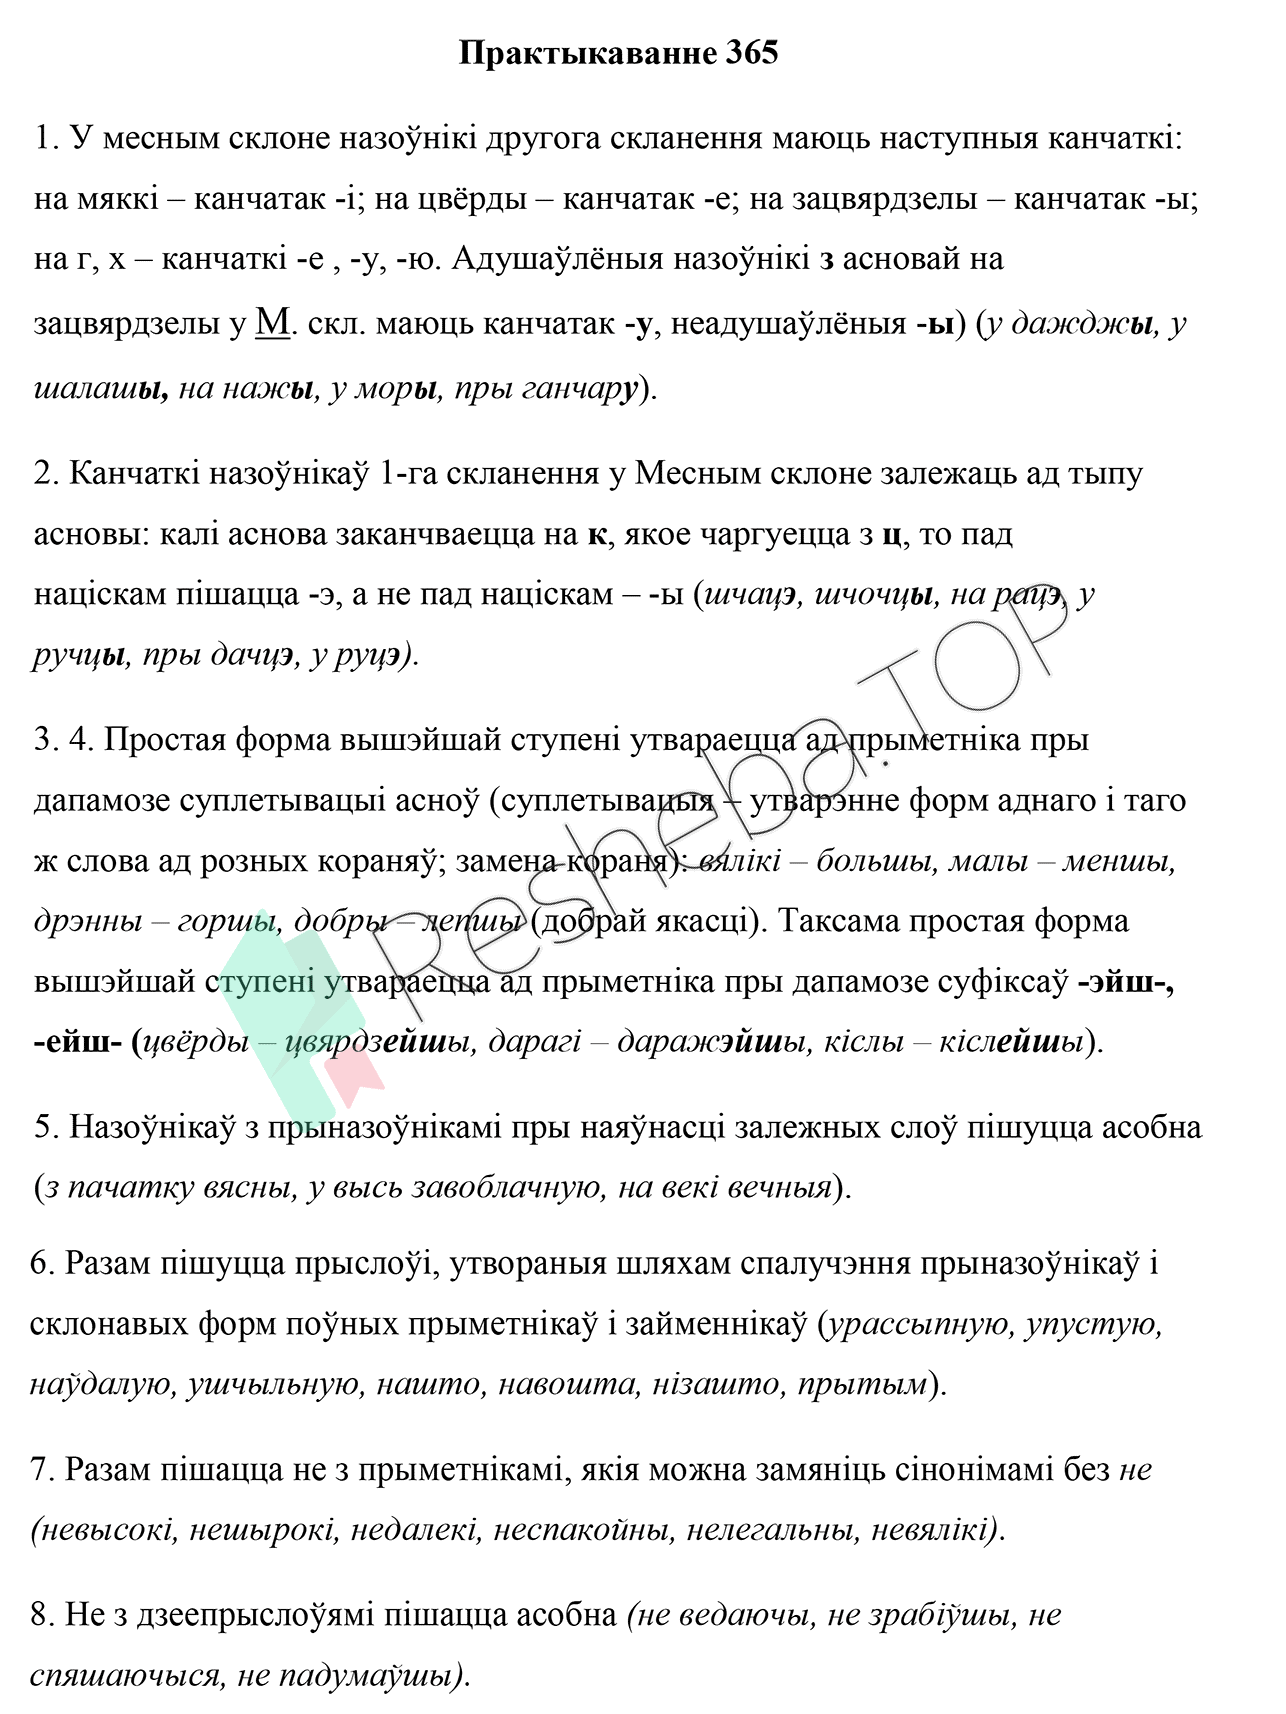 Практыкаванне 365
1. У месным склоне назоўнікі другога скланення маюць наступныя канчаткі:
на мяккі – канчатак -і; на цвёрды – канчатак -е; на зацвярдзелы – канчатак -ы;
на г, х – канчаткі -е , -у, -ю. Адушаўлёныя назоўнікі з асновай на
зацвярдзелы у М. скл. маюць канчатак -у, неадушаўлёныя -ы) (у дажджы, у
шалашы, на нажы, у моры, пры ганчару).
2. Канчаткі назоўнікаў 1-га скланення у Месным склоне залежаць ад тыпу
асновы: калі аснова заканчваецца на к, якое чаргуецца з ц, то пад
націскам пішацца -э, а не пад націскам – -ы (шчацэ, шчочцы, на рацэ, у
ручцы, пры дачцэ, у руцэ).
3. 4. Простая форма вышэйшай ступені утвараецца ад прыметніка пры
дапамозе суплетывацыі асноў (суплетывацыя – утварэнне форм аднаго і таго
ж слова ад розных кораняў; замена кораня): вялікі – большы, малы – меншы,
дрэнны – горшы, добры – лепшы (добрай якасці). Таксама простая форма
вышэйшай ступені утвараецца ад прыметніка пры дапамозе суфіксаў -эйш-,
-ейш- (цвёрды – цвярдзейшы, дарагі – даражэйшы, кіслы – кіслейшы).
5. Назоўнікаў з прыназоўнікамі пры наяўнасці залежных слоў пішуцца асобна
(з пачатку вясны, у высь завоблачную, на векі вечныя).
6. Разам пішуцца прыслоўі, утвораныя шляхам спалучэння прыназоўнікаў і
склонавых форм поўных прыметнікаў і займеннікаў (урассыпную, упустую,
наўдалую, ушчыльную, нашто, навошта, нізашто, прытым).
7. Разам пішацца не з прыметнікамі, якія можна замяніць сінонімамі без не
(невысокі, нешырокі, недалекі, неспакойны, нелегальны, невялікі).
8. Не з дзеепрыслоўямі пішацца асобна (не ведаючы, не зрабіўшы, не
спяшаючыся, не падумаўшы).
Resheba.TOP